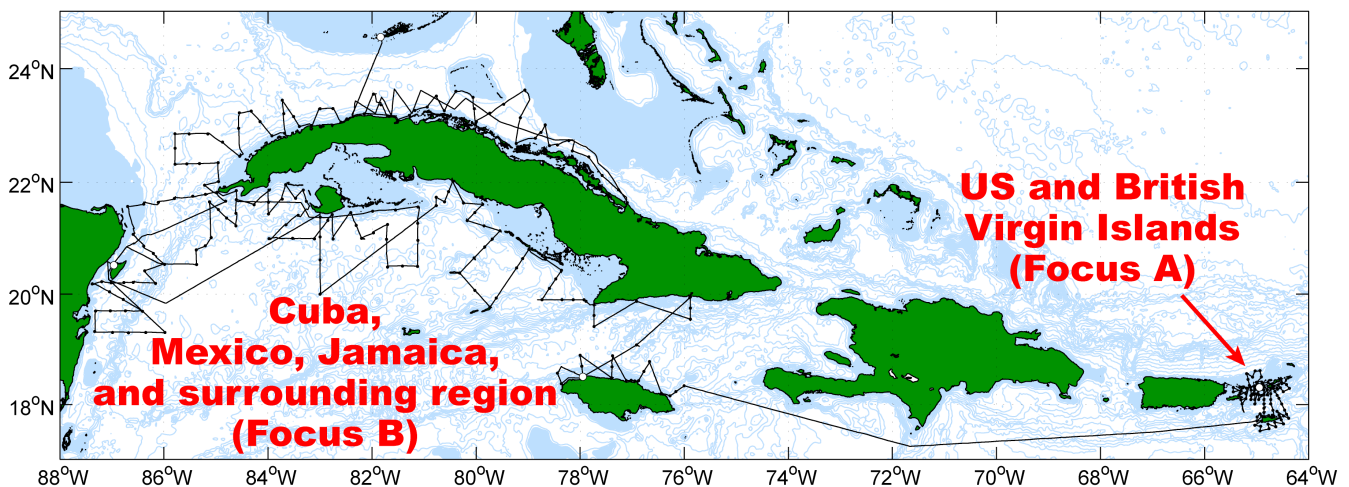 24°N
22°N
20°N
18°N
US and British
Virgin Islands
(Focus A)
Cuba,
Mexico, Jamaica,
and surrounding region
(Focus B)
88°W 86°W 84°W 82°W 80°W 78°W 76°W 74°W 72°W 70°W 68°W 66°W 64°W